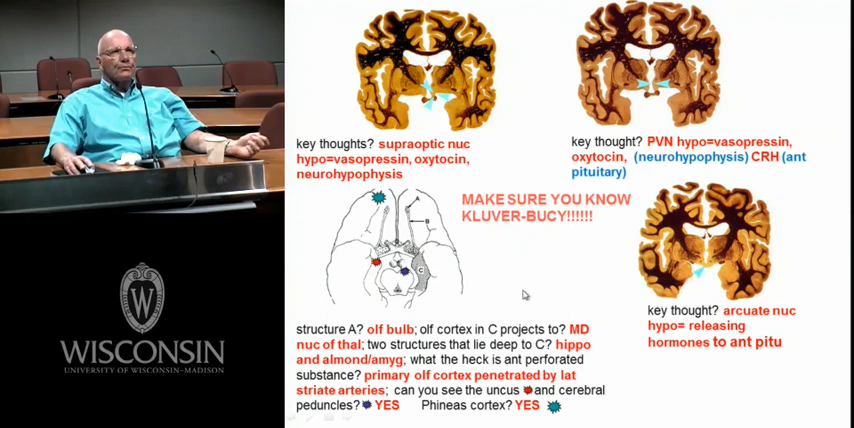 key thoughts? supraoptic nuc
hypo=vasopressin, oxytocin,
neurohypophysis
key thought? PVN hypo=vasopressin,
oxytocin, (neurohypophysis) CRH (ant
pituitary)
A
B
C
MAKE SURE YOU KNOW
KLUVER-BUCY!!!!!!
key thought? arcuate nuc
hypo= releasing
hormones to ant pitu
structure A? olf bulb; olf cortex in C projects to? MD
nuc of thal; two structures that lie deep to C? hippo
and almond/amyg; what the heck is ant perforated
substance? primary olf cortex penetrated by lat
striate arteries; can you see the uncus and cerebral
peduncles? YES Phineas cortex? YES
W
WISCONSIN
UNIVERSITY OF WISCONSIN–MADISON